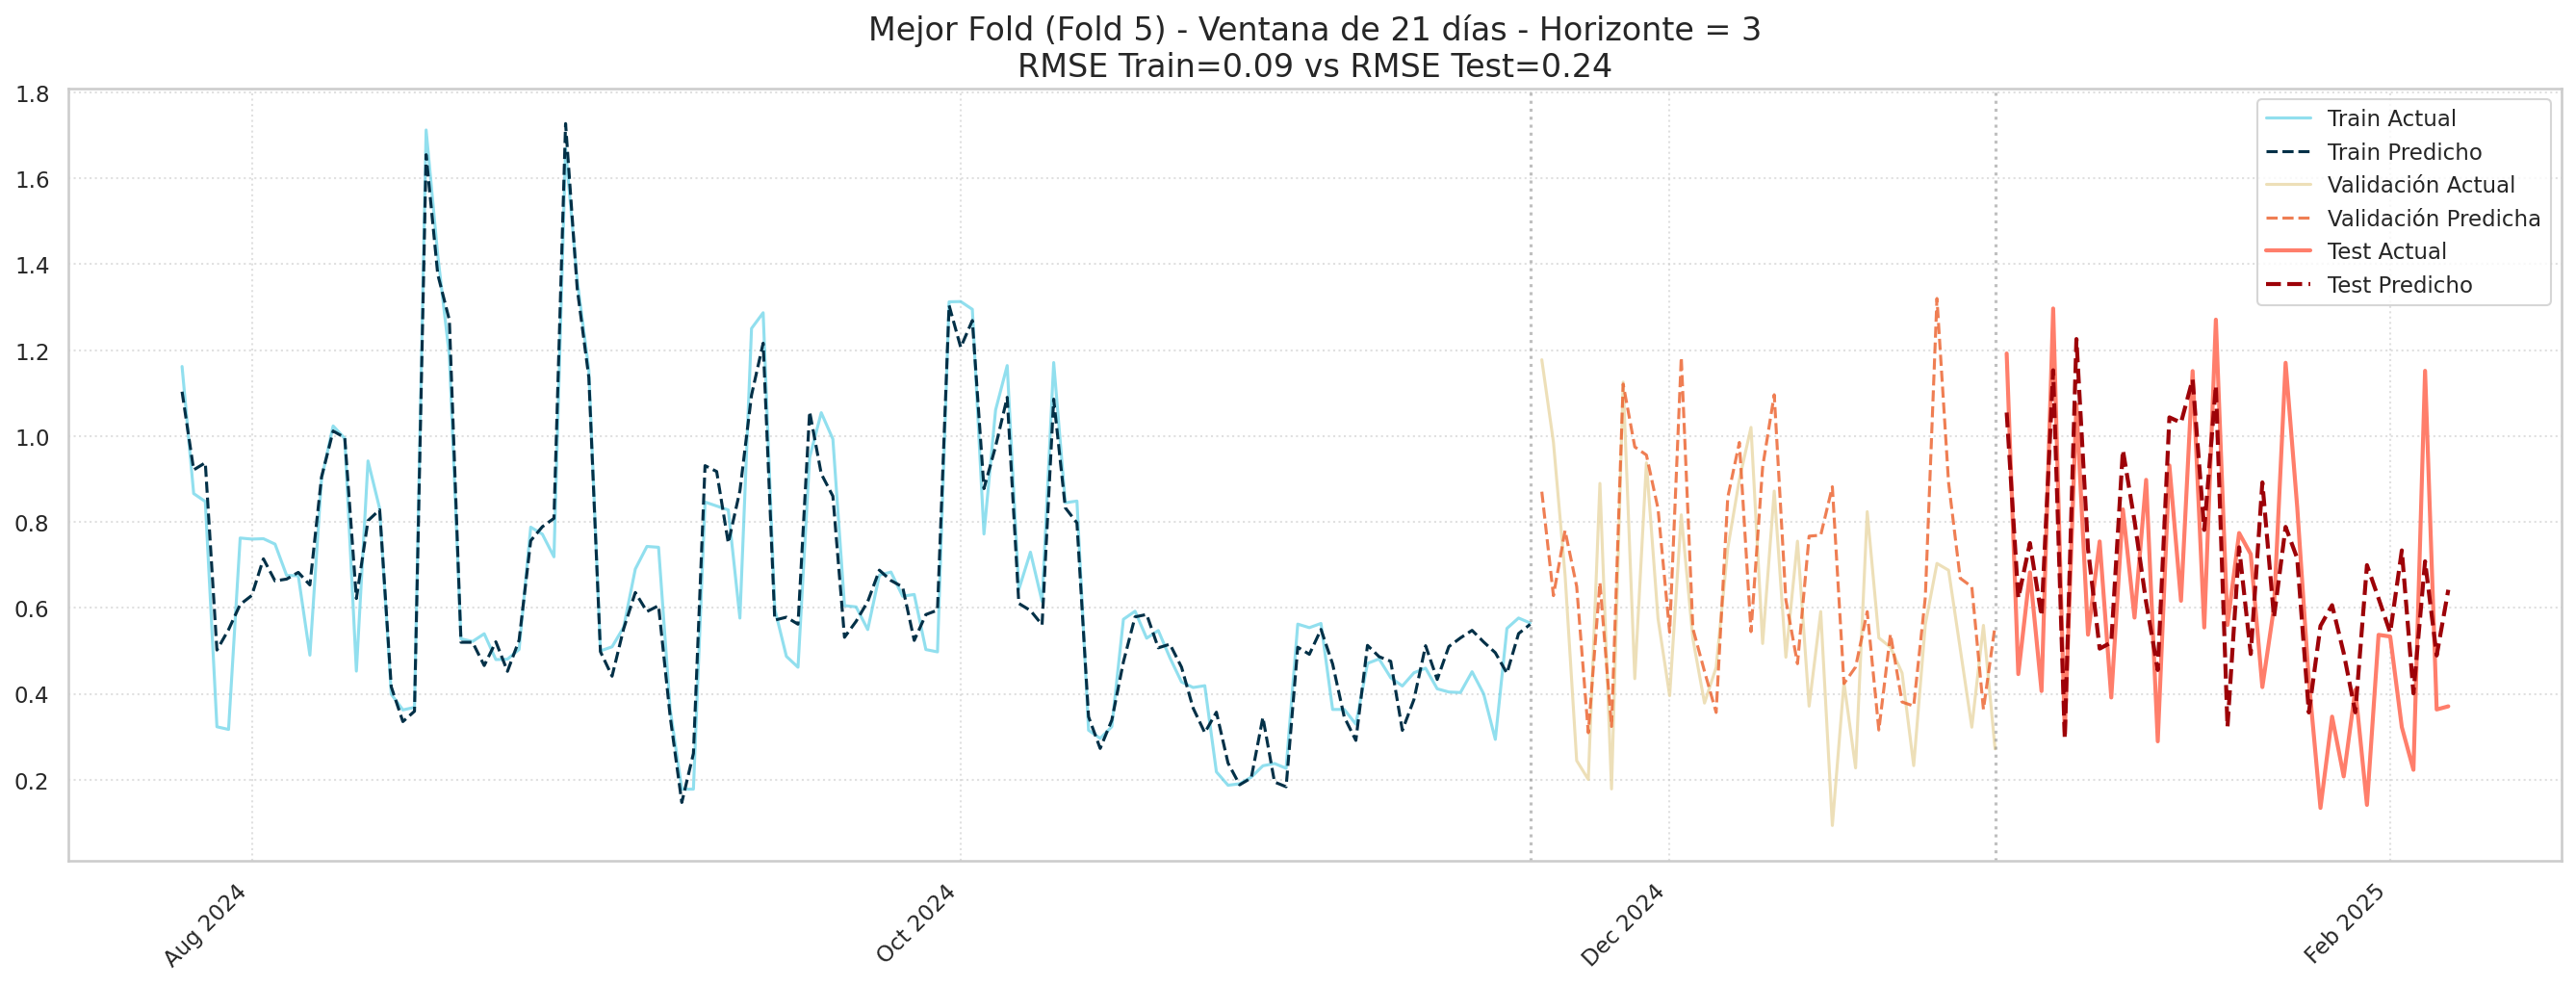 Mejor Fold (Fold 5) - Ventana de 21 días - Horizonte = 3
RMSE Train=0.09 vs RMSE Test=0.24
1.8
1.6
1.4
1.2
1.0
0.8
0.6
0.4
0.2
Train Actual
Train Predicho
Validación Actual
Validación Predicha
Test Actual
Test Predicho
Aug 2024
Oct 2024
Dec 2024
Feb 2025